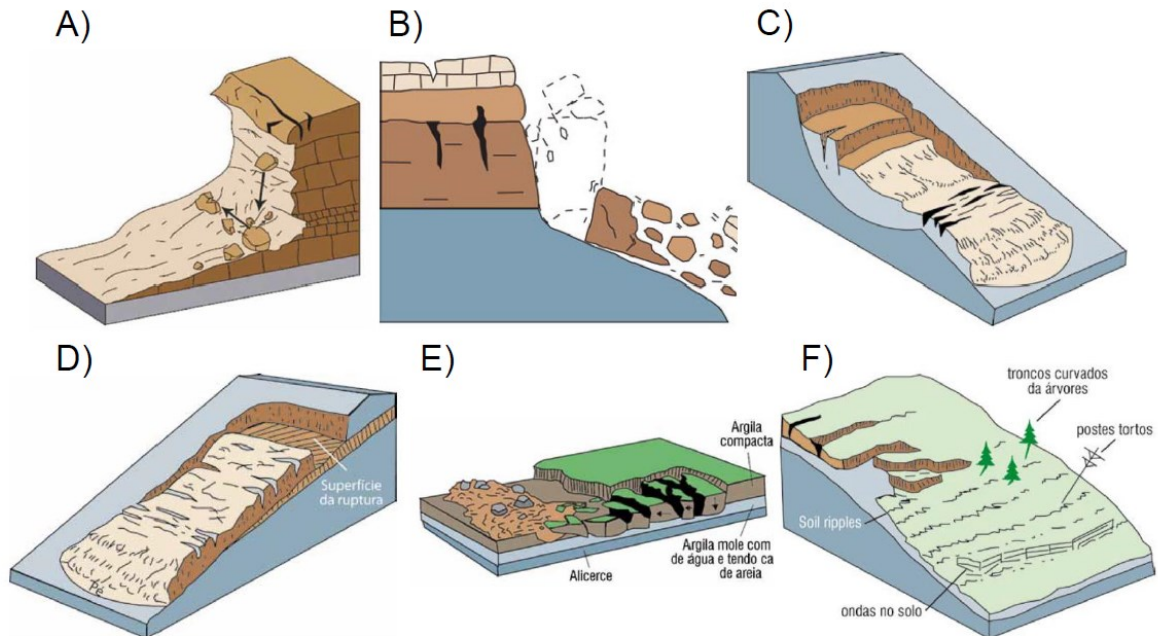 A)
B)
C)
D)
E)
F)
Superfície
da ruptura
Pé
Argila
compacta
Argila mole com
de água e tendo ca
de areia
Alicerce
troncos curvados
da árvores
postes tortos
Soil ripples
ondas no solo